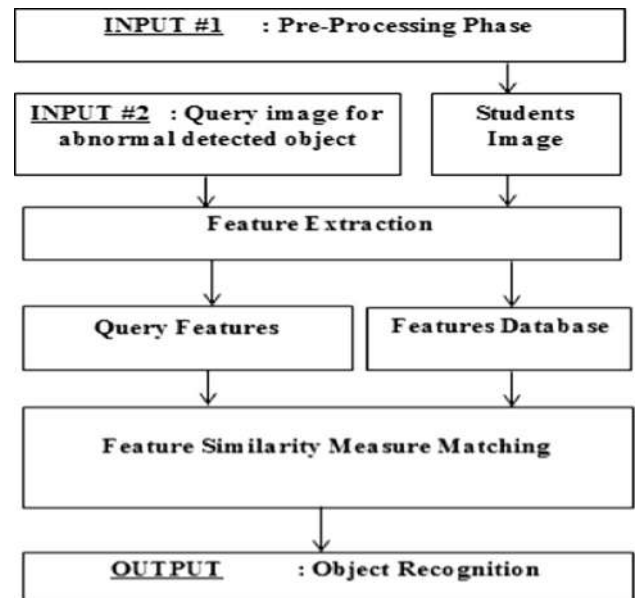 INPUT #1 : Pre-Processing Phase
INPUT #2 : Query image for
abnormal detected object
Students
Image
Feature Extraction
Query Features
Features Database
Feature Similarity Measure Matching
OUTPUT : Object Recognition